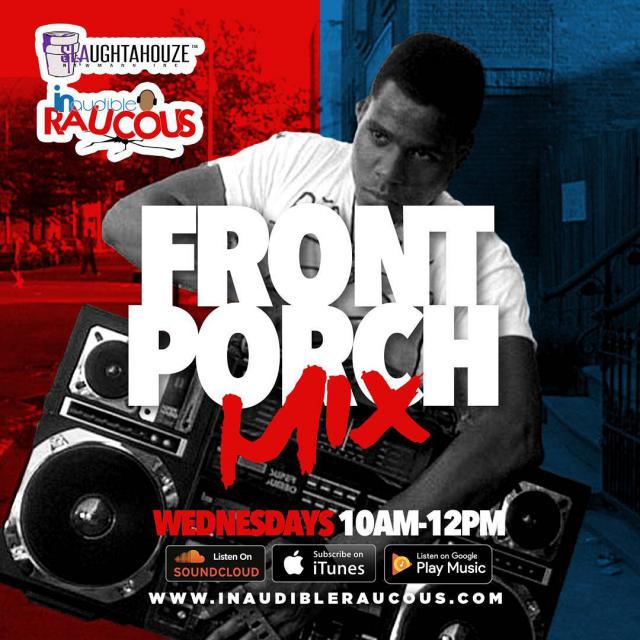 SLAUGHTAHOUZE™
inaudible
RAUCOUS
FRONT
PORCH
MIX
WEDNESDAYS 10AM-12PM
Listen On
SOUNDCLOUD
Subscribe on
iTunes
Listen on Google
Play Music
WWW.INAUDIBLERAUCOUS.COM